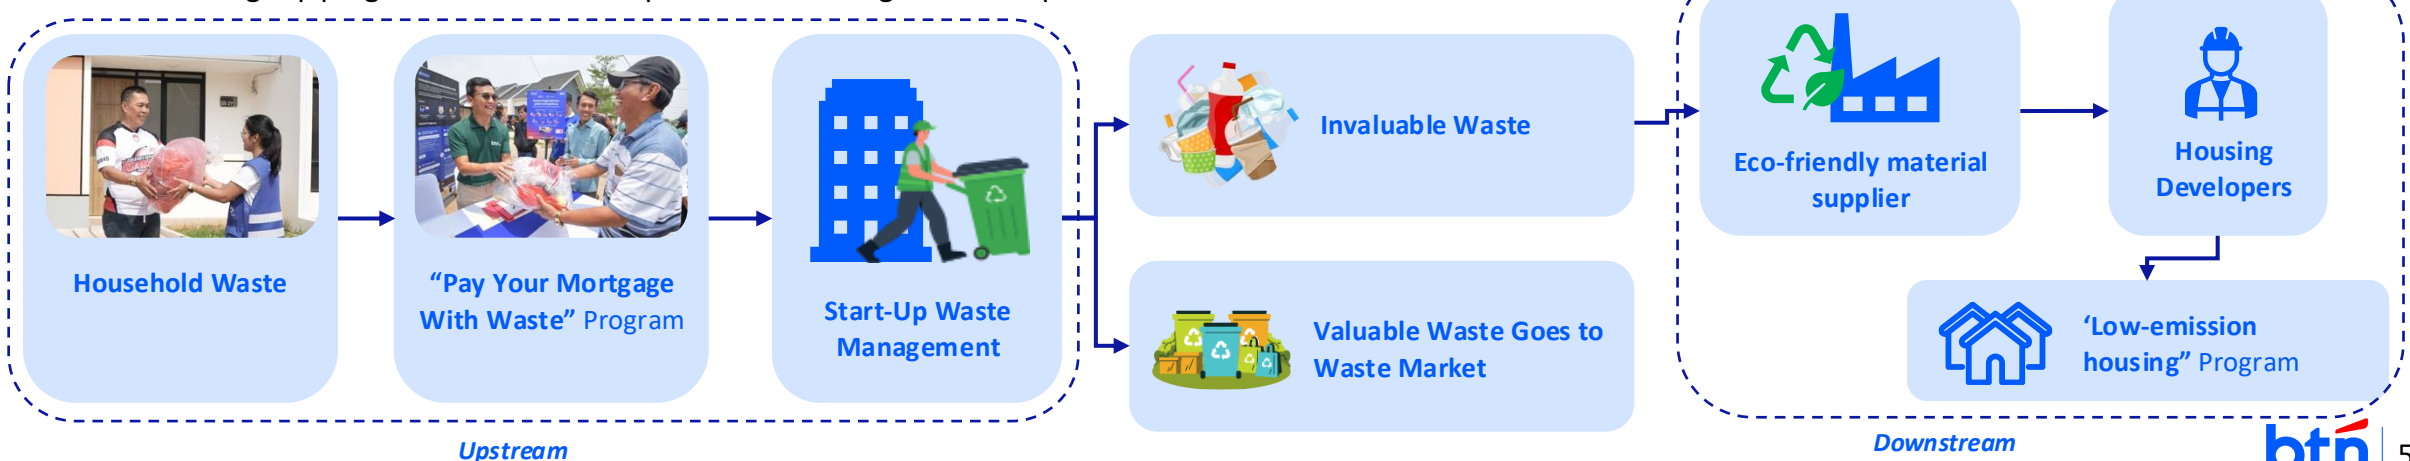 Household Waste
“Pay Your Mortgage
With Waste” Program
Start-Up Waste
Management
Upstream
Invaluable Waste
Valuable Waste Goes to
Waste Market
Eco-friendly material
supplier
Housing
Developers
‘Low-emission
housing” Program
Downstream
btn
5